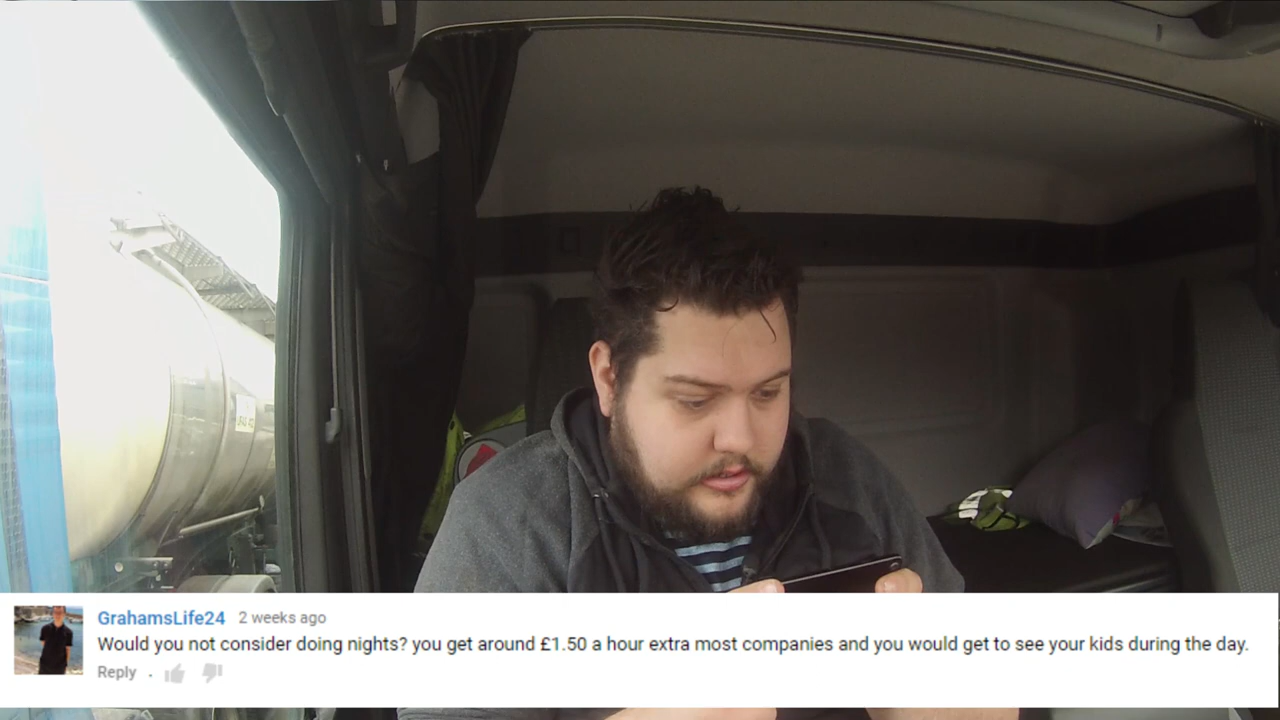 GrahamsLife24 2 weeks ago
Would you not consider doing nights? you get around £1.50 a hour extra most companies and you would get to see your kids during the day.
Reply .